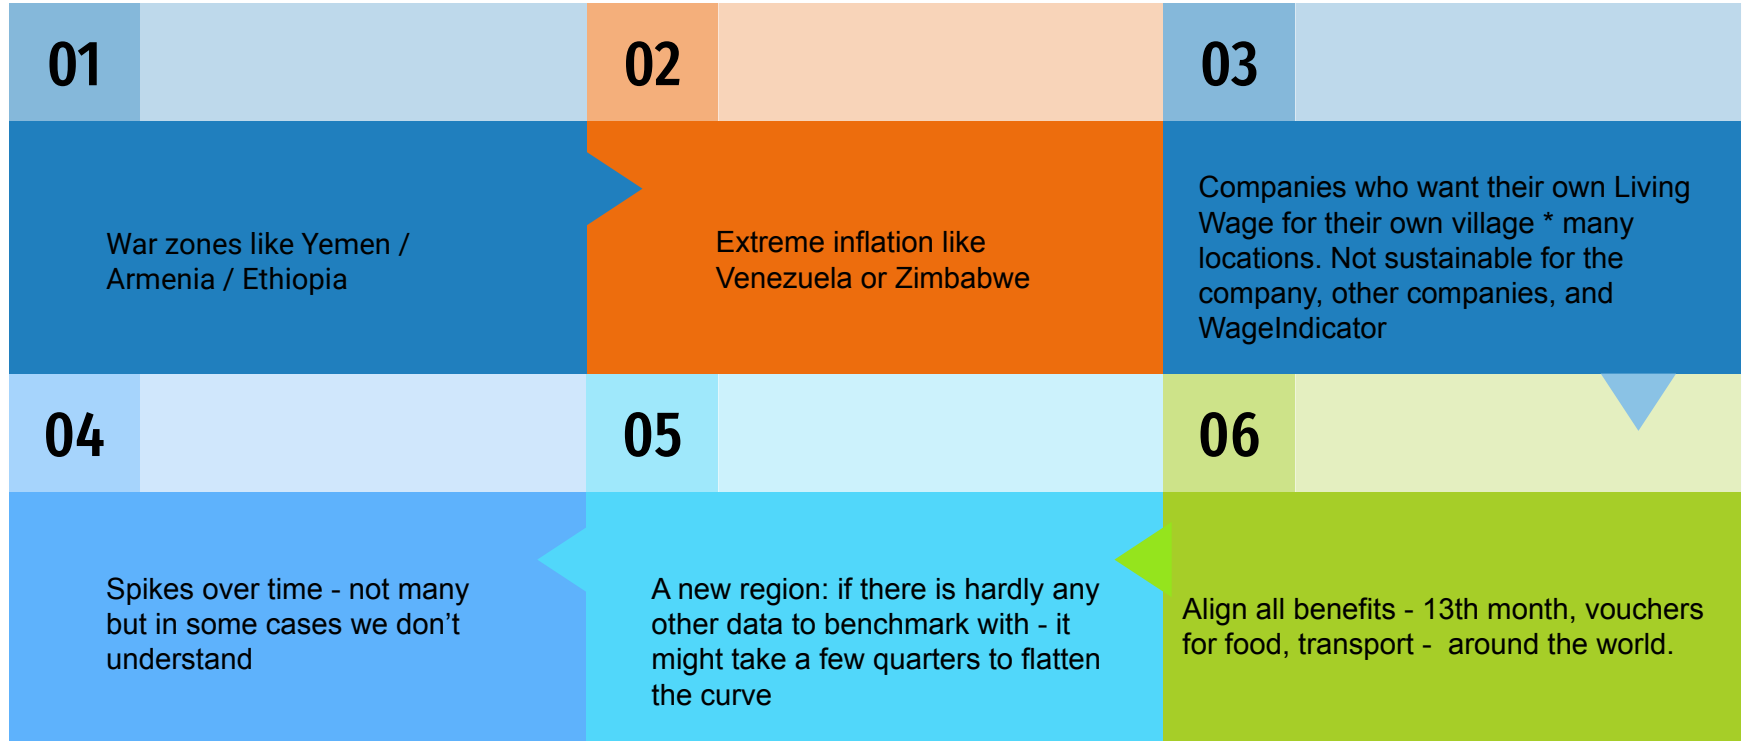 01
War zones like Yemen /
Armenia / Ethiopia
02
Extreme inflation like
Venezuela or Zimbabwe
03
Companies who want their own Living
Wage for their own village * many
locations. Not sustainable for the
company, other companies, and
WageIndicator
04
Spikes over time - not many
but in some cases we don’t
understand
05
A new region: if there is hardly any
other data to benchmark with - it
might take a few quarters to flatten
the curve
06
Align all benefits - 13th month, vouchers
for food, transport -  around the world.